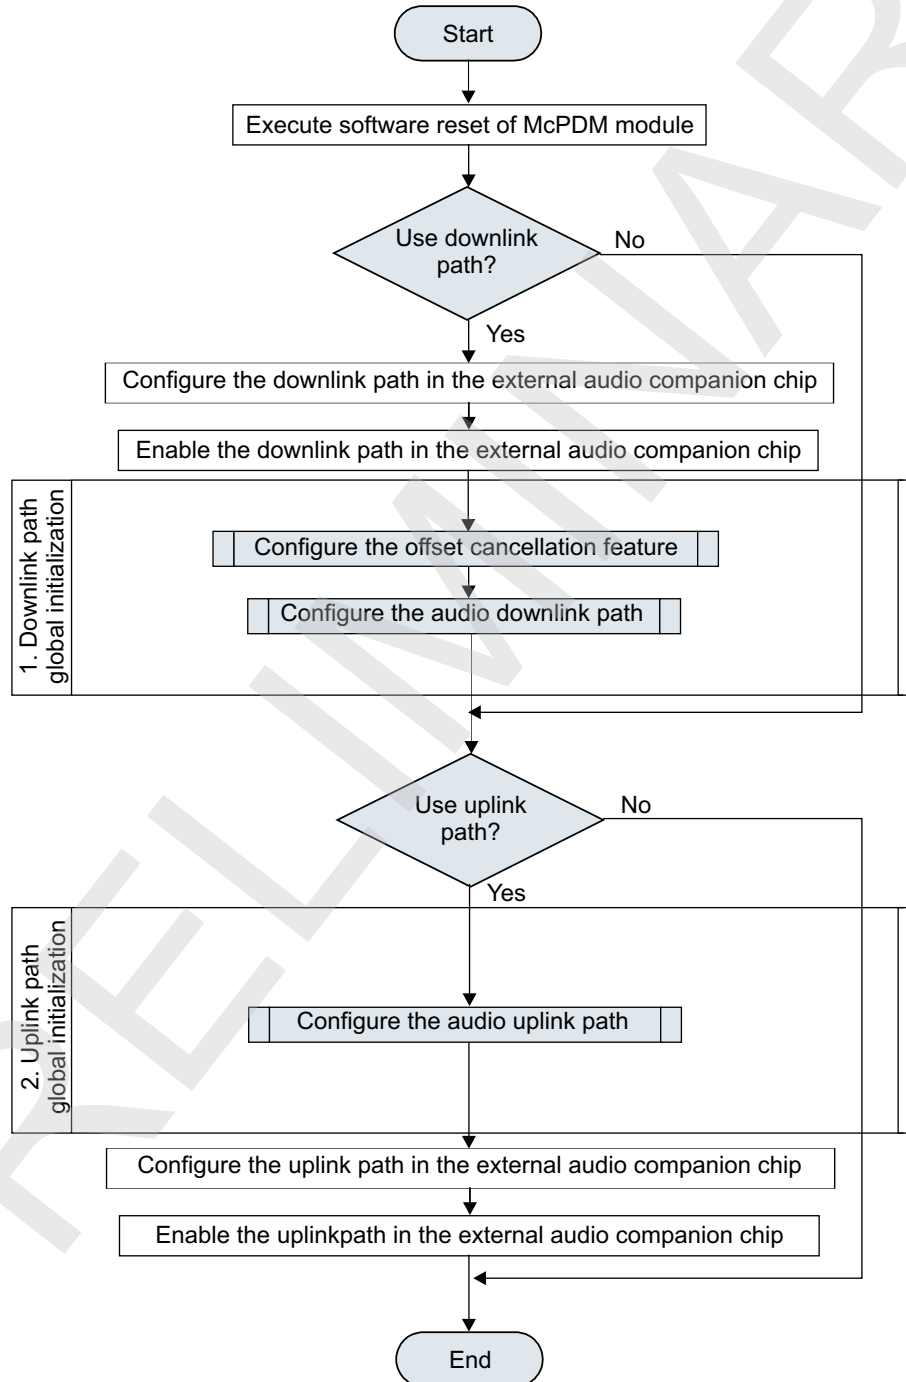 Start
Execute software reset of McPDM module
Use downlink
path?
No
Yes
Configure the downlink path in the external audio companion chip
Enable the downlink path in the external audio companion chip
1. Downlink path
global initialization
Configure the offset cancellation feature
Configure the audio downlink path
Use uplink
path?
No
Yes
2. Uplink path
global initialization
Configure the audio uplink path
Configure the uplink path in the external audio companion chip
Enable the uplinkpath in the external audio companion chip
End
RELIMINAR